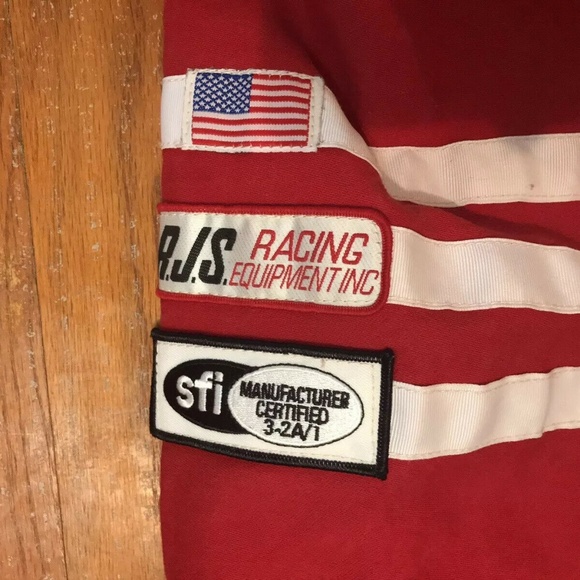 R.J.S. RACING
EQUIPMENT INC
sfi
MANUFACTURER
CERTIFIED
3-2A/1